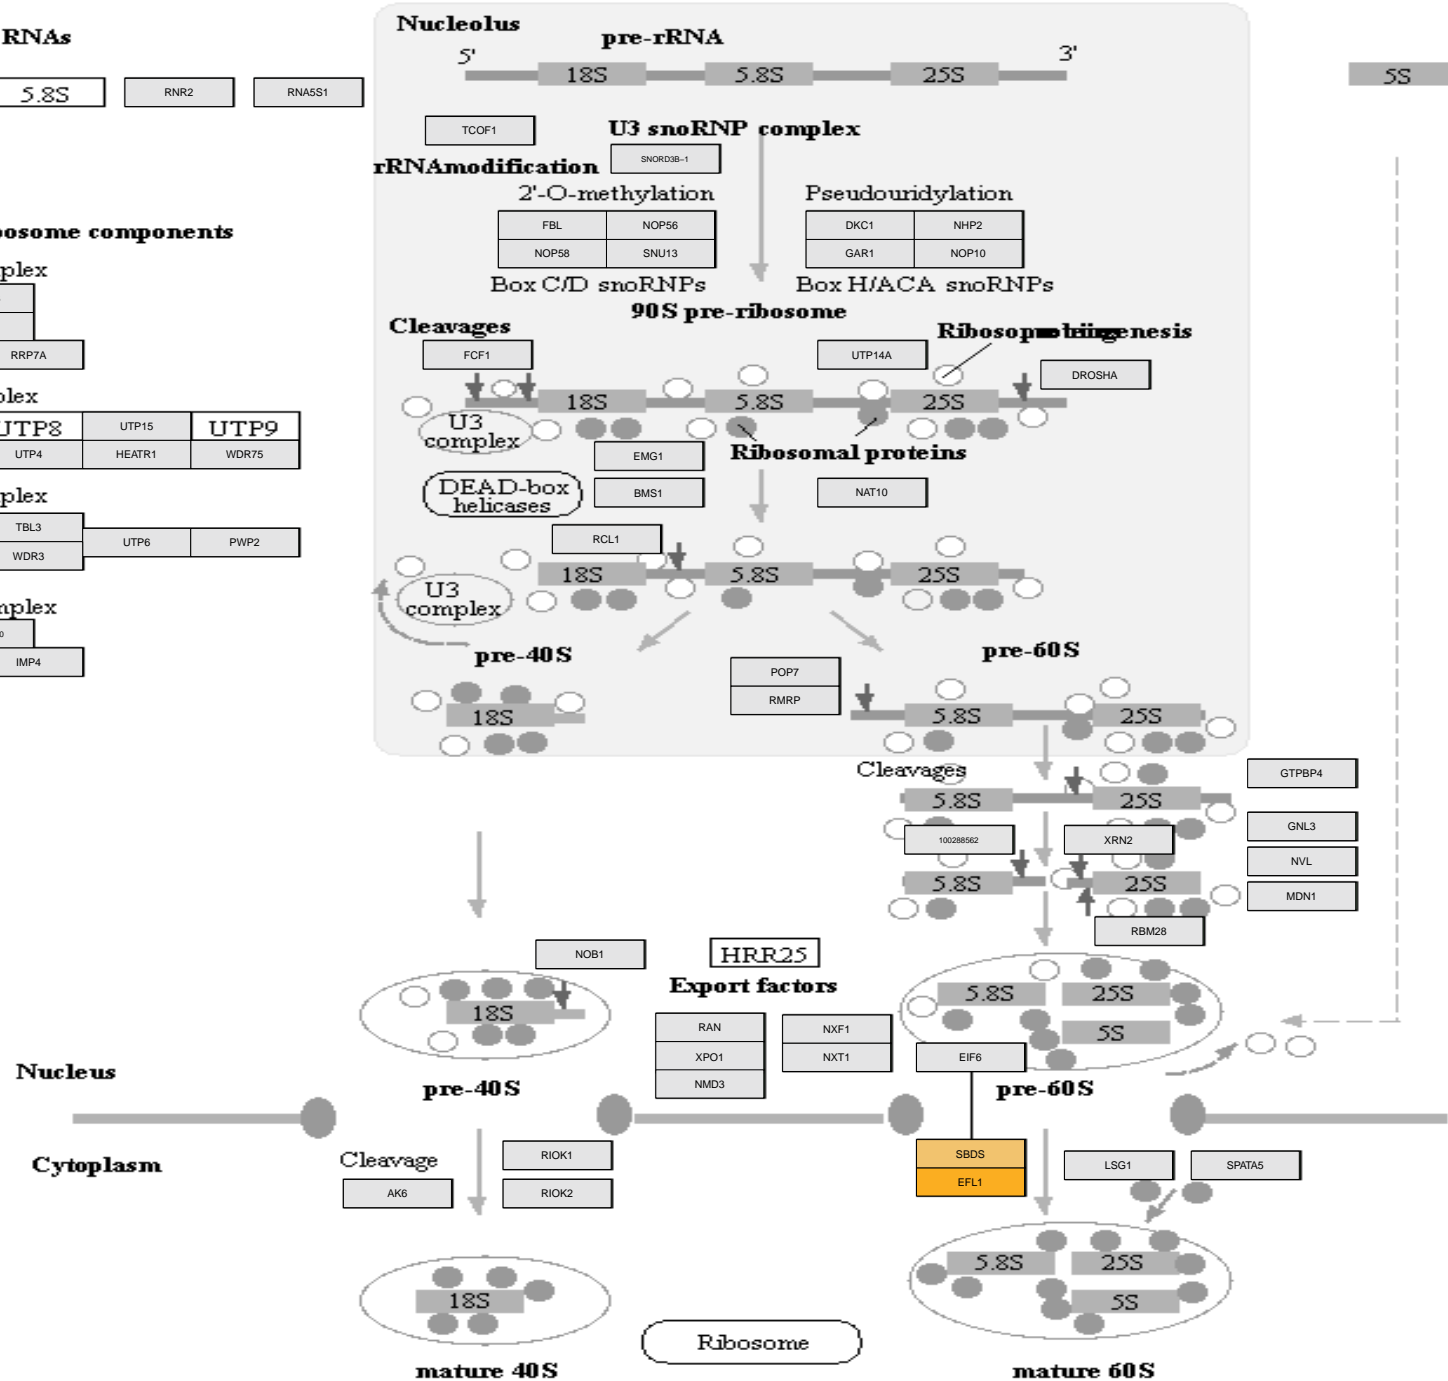 RNAs
5.8S
RNR2
RNA5S1
Nucleolus
pre-rRNA
5'
3'
18S
5.8S
25S
5S
TCOF1
U3 snoRNP complex
rRNAmodification
SNORD3B-1
2'-O-methylation
FBL
NOP56
NOP58
SNU13
Box C/D snoRNPs
Pseudouridylation
DKC1
NHP2
GAR1
NOP10
Box H/ACA snoRNPs
90S pre-ribosome
osome components
plex
RRP7A
plex
UTP8
UTP15
UTP9
UTP4
HEATR1
WDR75
plex
TBL3
WDR3
UTP6
PWP2
mplex
IMP4
Cleavages
FCF1
UTP14A
DROSHA
18S
5.8S
25S
U3
complex
EMG1
Ribosomal proteins
DEAD-box
helicases
BMS1
NAT10
RCL1
18S
5.8S
25S
U3
complex
pre-40S
pre-60S
POP7
RMRP
18S
5.8S
25S
Cleavages
GTPBP4
5.8S
25S
100288562
XRN2
GNL3
NVL
MDN1
5.8S
25S
RBM28
NOB1
HRR25
Export factors
18S
RAN
XPO1
NMD3
NXF1
NXT1
5.8S
25S
5S
EIF6
Nucleus
pre-40S
pre-60S
Cytoplasm
Cleavage
AK6
RIOK1
RIOK2
SBDS
EFL1
LSG1
SPATA5
18S
5.8S
25S
5S
Ribosome
mature 40S
mature 60S